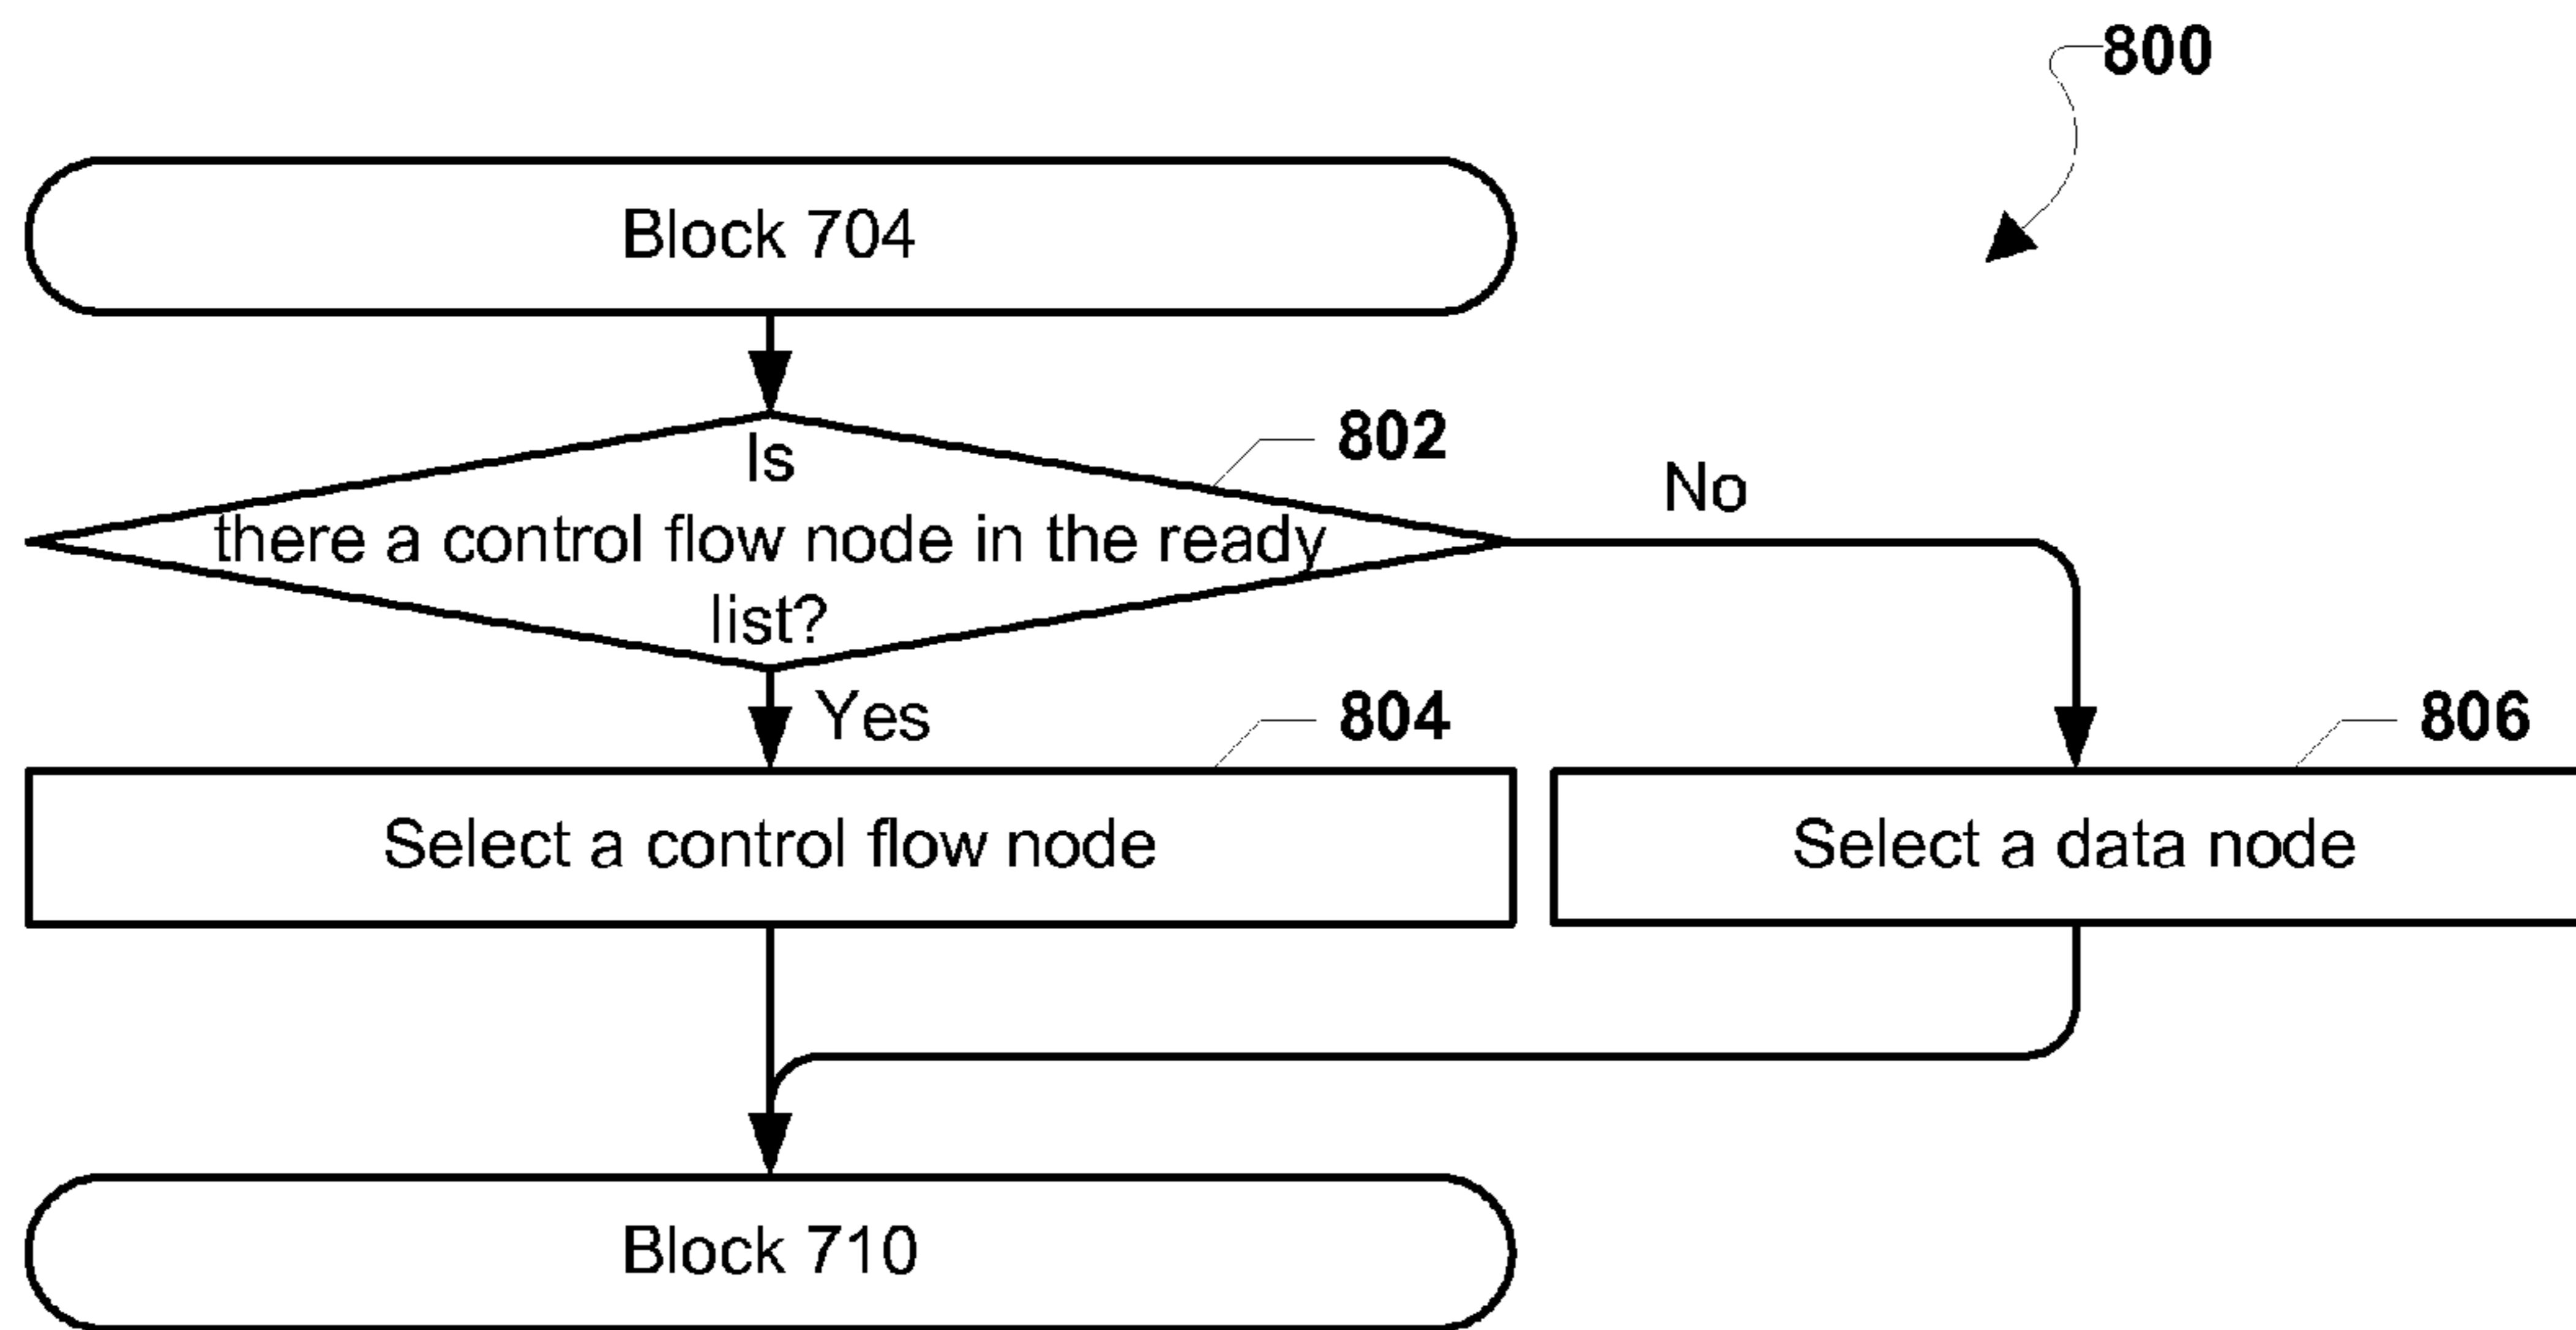 800
Block 704
802
Is
there a control flow node in the ready
list?
No
Yes
804
806
Select a control flow node
Select a data node
Block 710